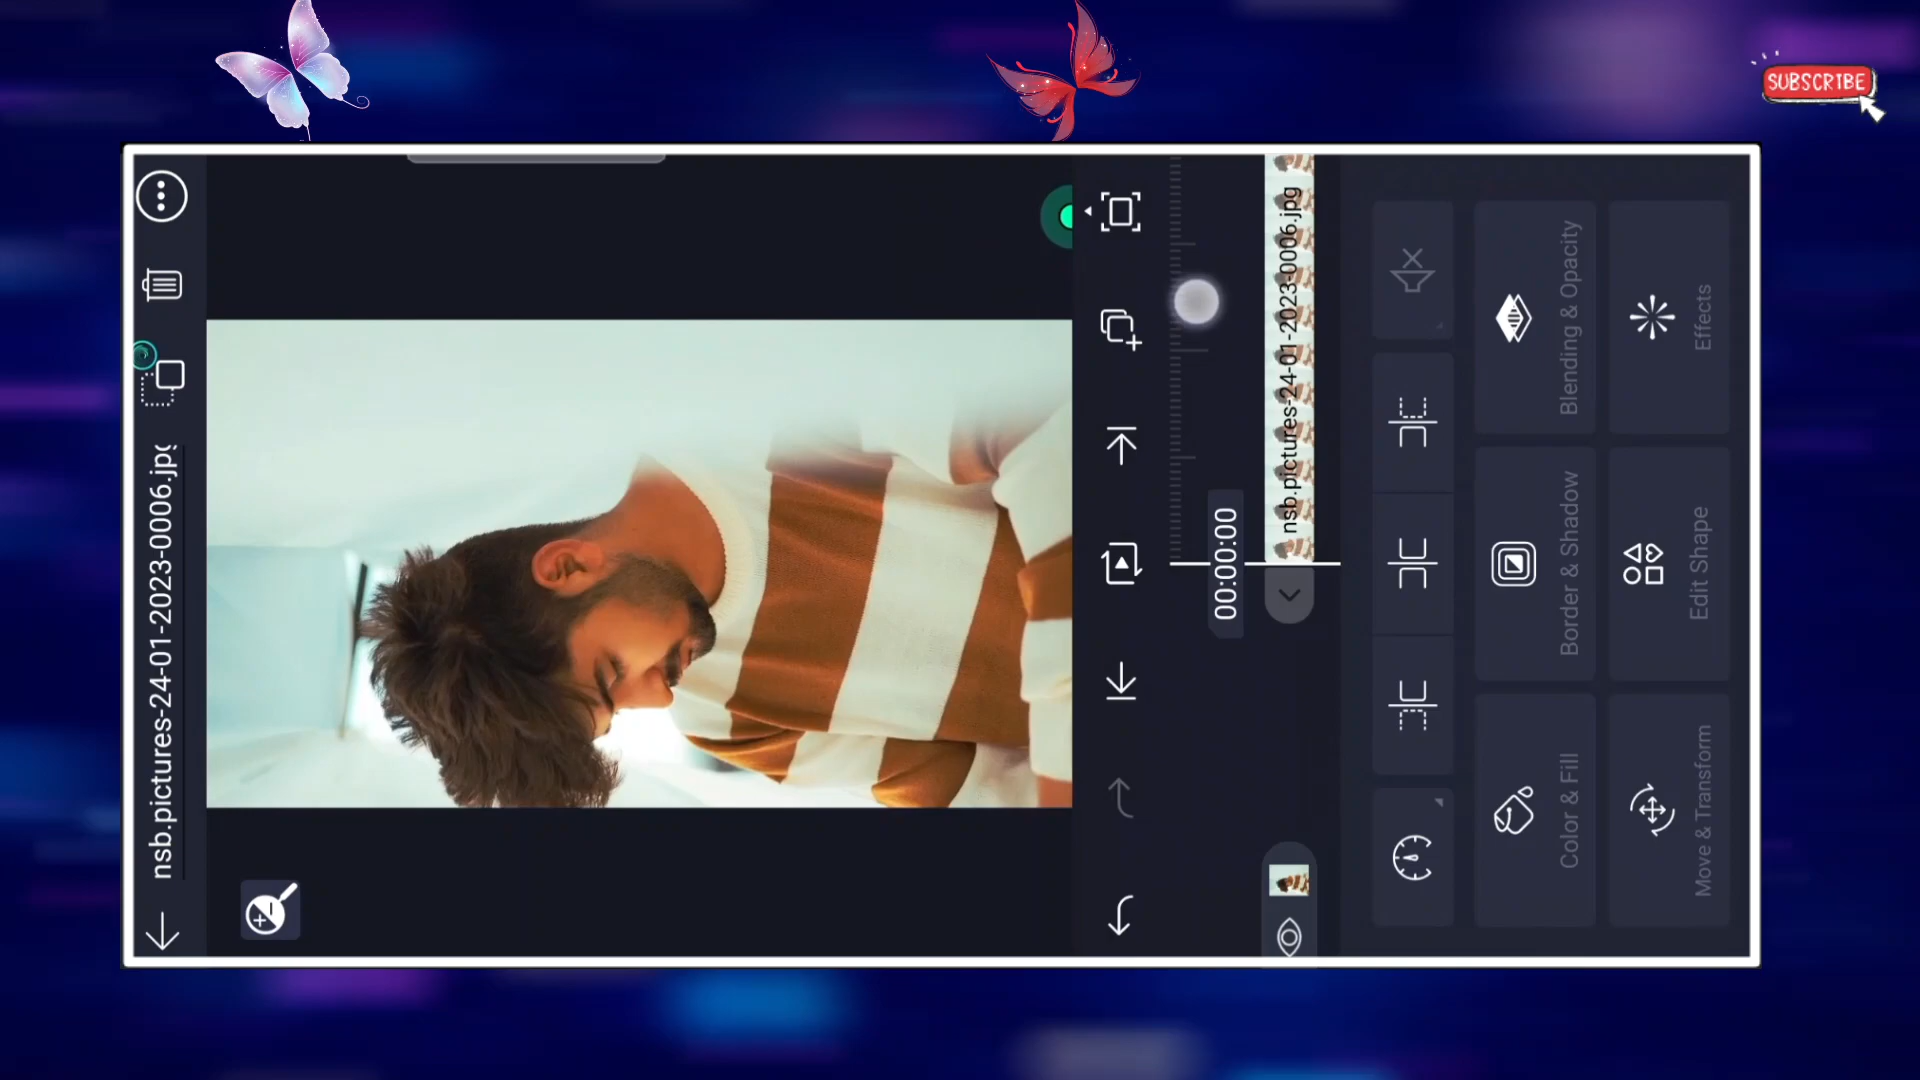 SUBSCRIBE
nsb.pictures-24-01-2023-0006.jpg
00:00:00
nsb.pictures-24-01-2023-0006.jpg
Color & Fill
Border & Shadow
Blending & Opacity
Move & Transform
Edit Shape
Effects